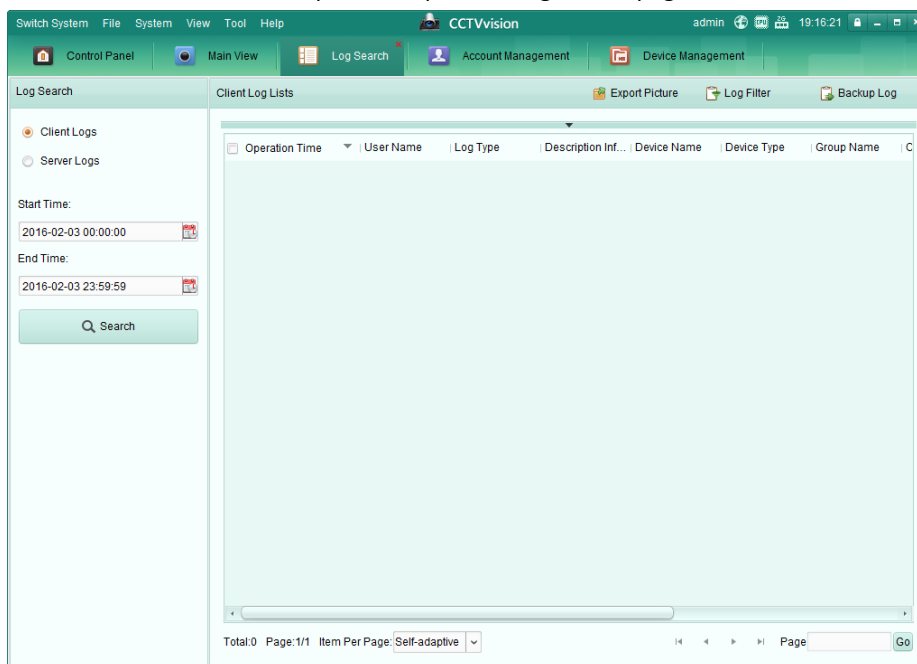 Switch System File System View Tool Help CCTVvision admin 19:16:21
Control Panel Main View Log Search Account Management Device Management
Log Search
Client Log Lists Export Picture Log Filter Backup Log
Client Logs
Server Logs
Start Time:
2016-02-03 00:00:00
End Time:
2016-02-03 23:59:59
Search
Operation Time User Name Log Type Description Inf... Device Name Device Type Group Name C
Total:0 Page:1/1 Item Per Page: Self-adaptive Page Go